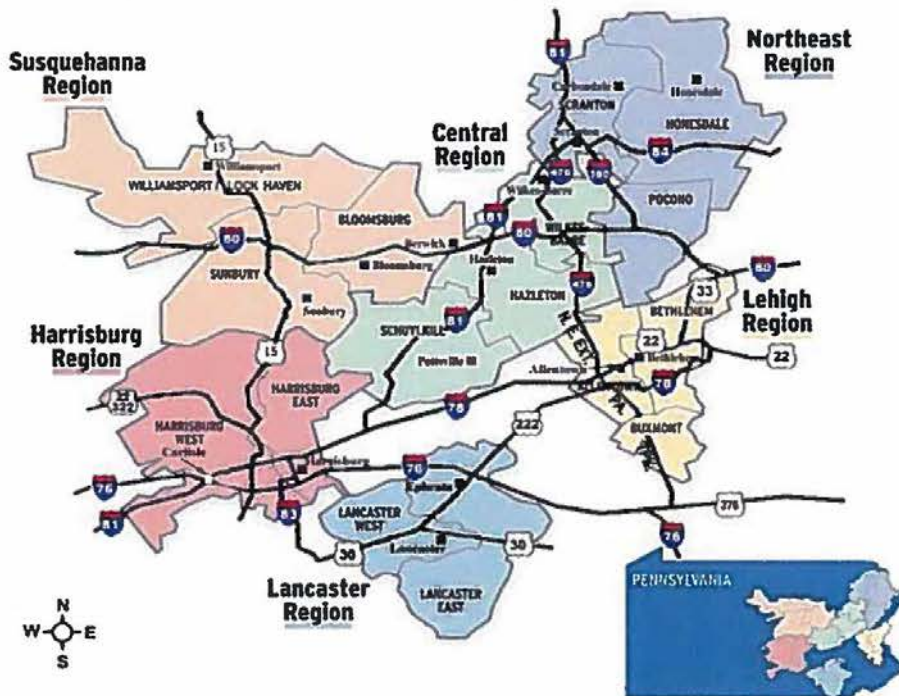 Susquehanna
Region
Northeast
Region
Central
Region
Harrisburg
Region
Lehigh
Region
Lancaster
Region
81
Carbondale
SCRANTON
Scranton
Honesdale
HONESDALE
84
15
Williamsport
WILLIAMSPORT / LOCK HAVEN
476
380
Wilkes-Barre
POCONO
BLOOMSBURG
81
80
WILKES-
BARRE
80
Berwick
Hazleton
Bloomsburg
SUNBURY
Sunbury
HAZLETON
476
80
33
BETHLEHEM
SCHUYLKILL
81
N.E. EXT.
PA
22
Bethlehem
22
Pottsville
Allentown
78
15
HARRISBURG
EAST
322
78
222
BUXMONT
HARRISBURG
WEST
Carlisle
Harrisburg
76
76
Ephrata
81
83
LANCASTER
WEST
276
30
Lancaster
30
76
LANCASTER
EAST
PENNSYLVANIA
N
W
E
S